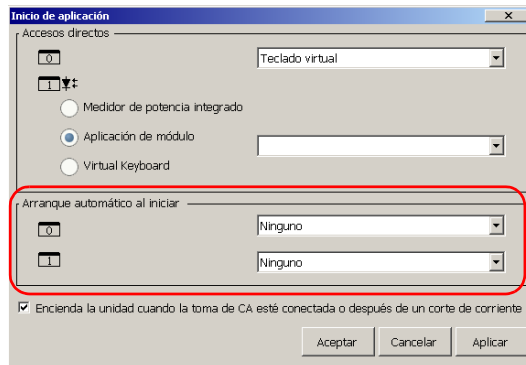 Inicio de aplicación
Accesos directos
0
Teclado virtual
1
Medidor de potencia integrado
Aplicación de módulo
Virtual Keyboard
Arranque automático al iniciar
0
Ninguno
1
Ninguno
Encienda la unidad cuando la toma de CA esté conectada o después de un corte de corriente
Aceptar
Cancelar
Aplicar